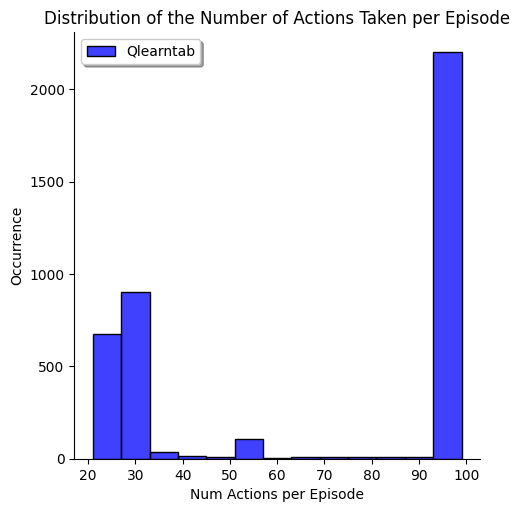 Distribution of the Number of Actions Taken per Episode
Qlearntab
2000
1500
1000
500
0
Occurrence
20 30 40 50 60 70 80 90 100
Num Actions per Episode